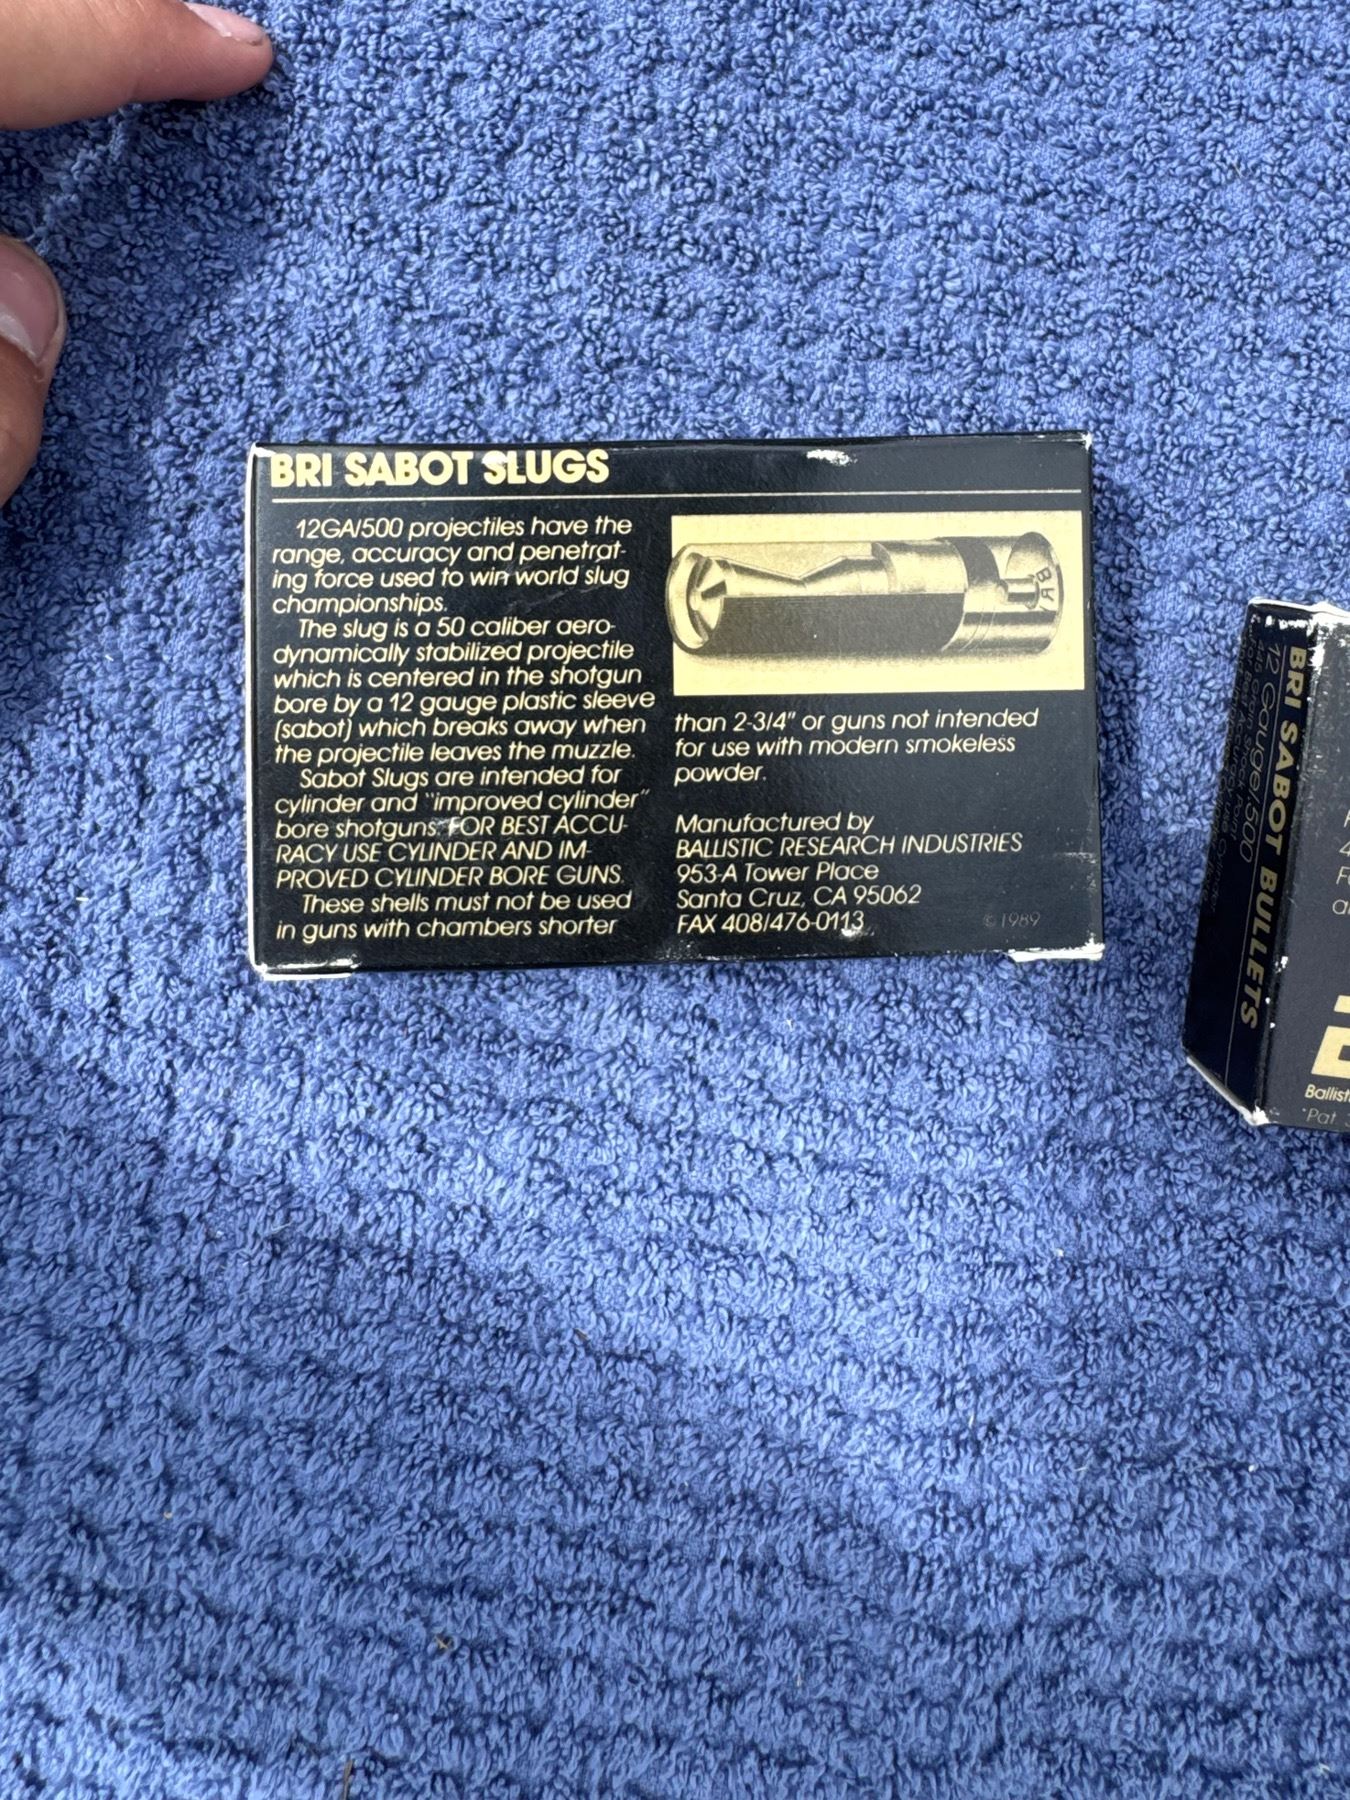 BRI SABOT SLUGS
12GA/500 projectiles have the
range, accuracy and penetrat-
ing force used to win world slug
championships.
The slug is a 50 caliber aero-
dynamically stabilized projectile
which is centered in the shotgun
bore by a 12 gauge plastic sleeve
(sabot) which breaks away when
the projectile leaves the muzzle.
Sabot Slugs are intended for
cylinder and "improved cylinder"
bore shotguns. FOR BEST ACCU-
RACY USE CYLINDER AND IM-
PROVED CYLINDER BORE GUNS.
These shells must not be used
in guns with chambers shorter
BRI
than 2-3/4" or guns not intended
for use with modern smokeless
powder.
Manufactured by
BALLISTIC RESEARCH INDUSTRIES
953-A Tower Place
Santa Cruz, CA 95062
FAX 408/476-0113
© 1989
BRI SABOT BULLETS
12 Gauge/.500
Ballist
Pat.